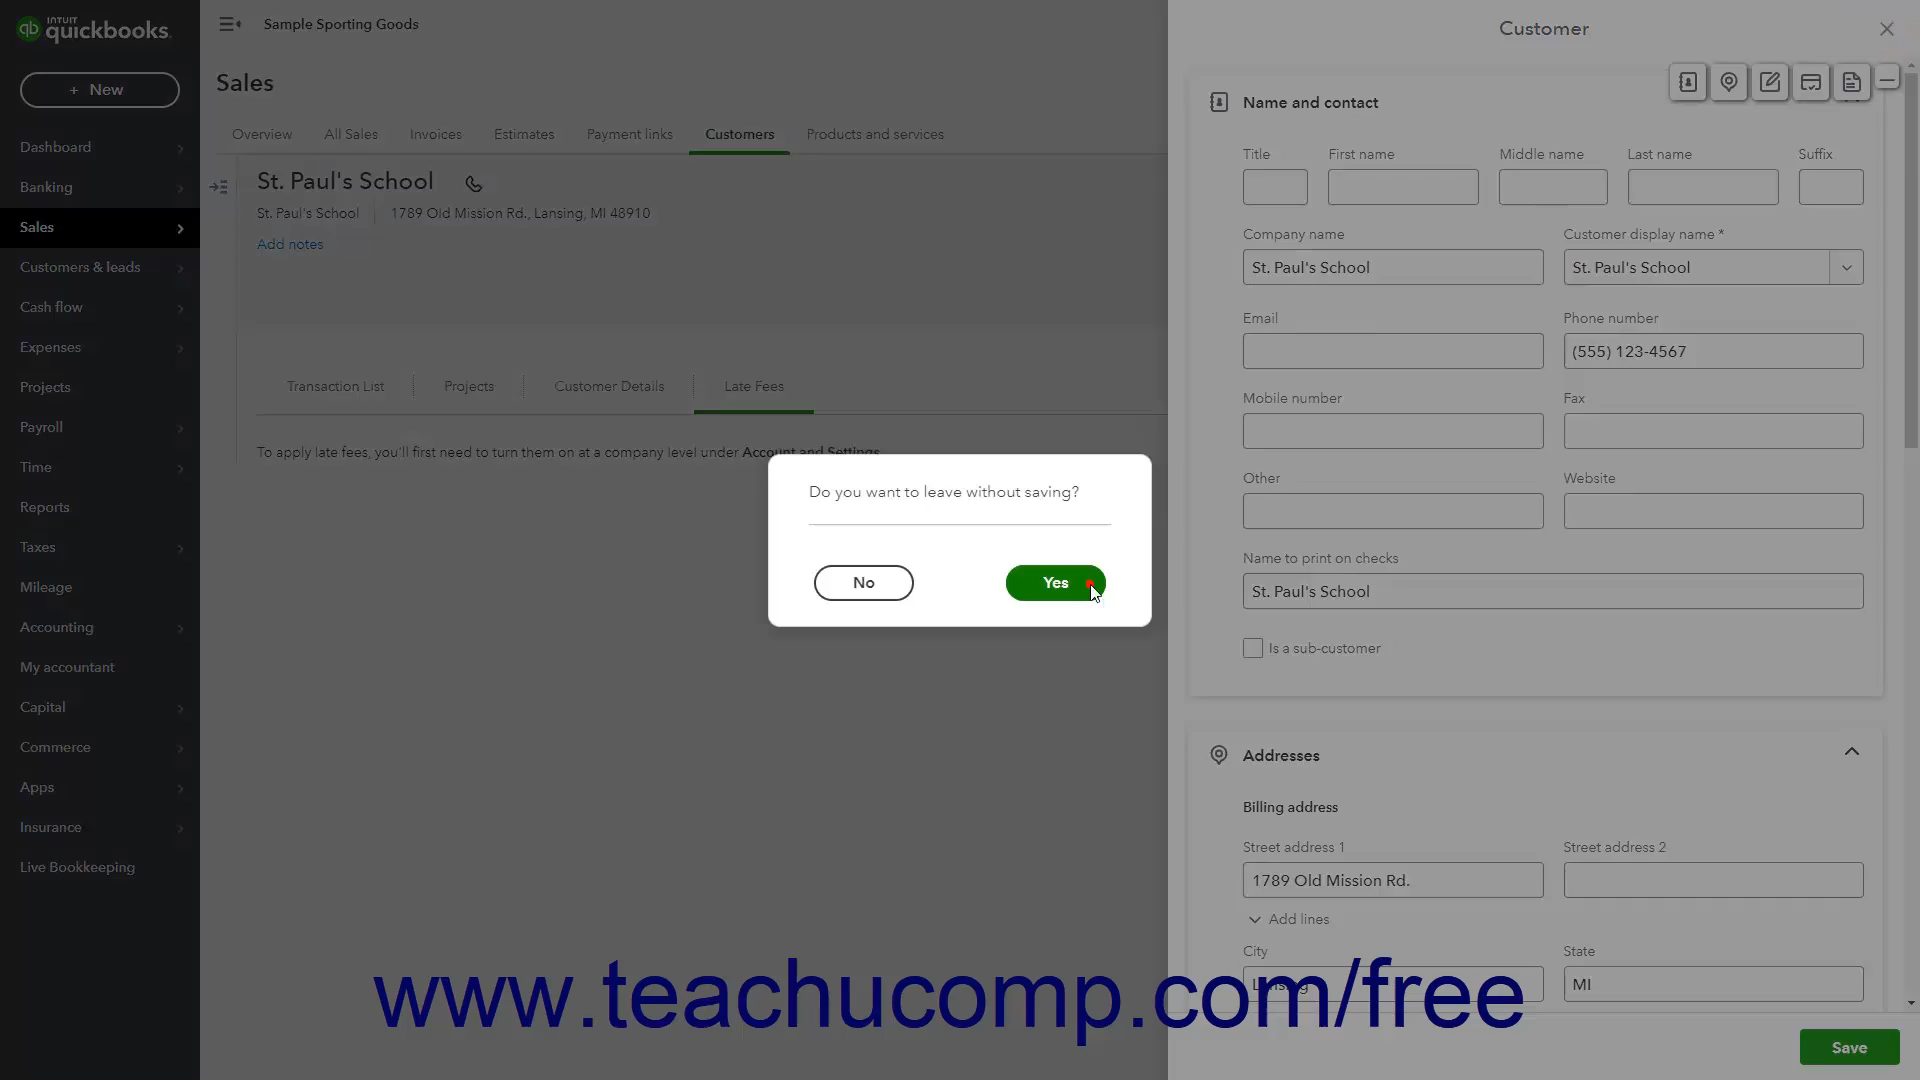 INTUIT
quickbooks.
Sample Sporting Goods
Customer
+ New
Sales
Name and contact
Overview
All Sales
Invoices
Estimates
Payment links
Customers
Products and services
Dashboard
Banking
Sales
Customers & leads
Cash flow
Expenses
Projects
Payroll
Time
Reports
Taxes
Mileage
Accounting
My accountant
Capital
Commerce
Apps
Insurance
Live Bookkeeping
St. Paul's School
St. Paul's School
1789 Old Mission Rd., Lansing, MI 48910
Add notes
Transaction List
Projects
Customer Details
Late Fees
To apply late fees, you'll first need to turn them on at a company level under Account and Settings
Do you want to leave without saving?
No
Yes
Title
First name
Middle name
Last name
Suffix
Company name
Customer display name *
St. Paul's School
St. Paul's School
Email
Phone number
(555) 123-4567
Mobile number
Fax
Other
Website
Name to print on checks
St. Paul's School
Is a sub-customer
Addresses
Billing address
Street address 1
Street address 2
1789 Old Mission Rd.
Add lines
City
State
Lansing
MI
www.teachucomp.com/free
Save